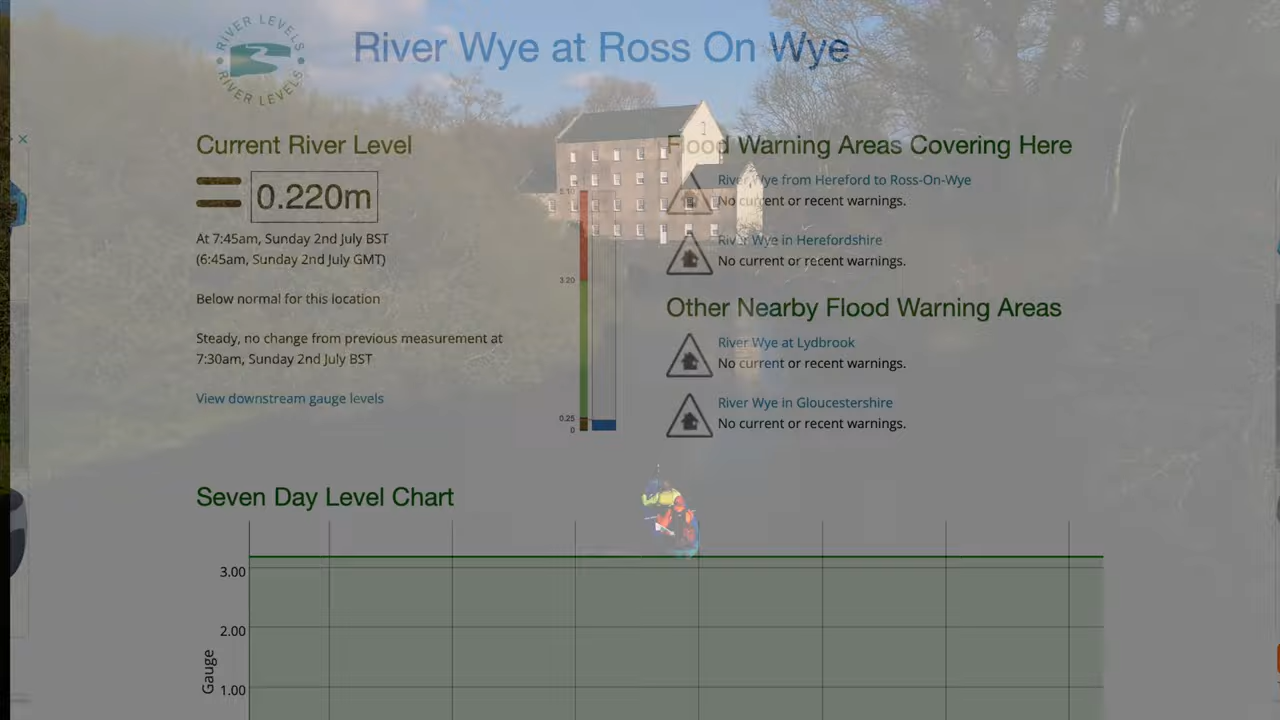 RIVER LEVELS
RIVER LEVELS
River Wye at Ross On Wye
Current River Level
0.220m
At 7:45am, Sunday 2nd July BST
(6:45am, Sunday 2nd July GMT)
Below normal for this location
Steady, no change from previous measurement at
7:30am, Sunday 2nd July BST
View downstream gauge levels
5.10
3.20
0.25
0
Flood Warning Areas Covering Here
River Wye from Hereford to Ross-On-Wye
No current or recent warnings.
River Wye in Herefordshire
No current or recent warnings.
Other Nearby Flood Warning Areas
River Wye at Lydbrook
No current or recent warnings.
River Wye in Gloucestershire
No current or recent warnings.
Seven Day Level Chart
3.00
2.00
1.00
Gauge